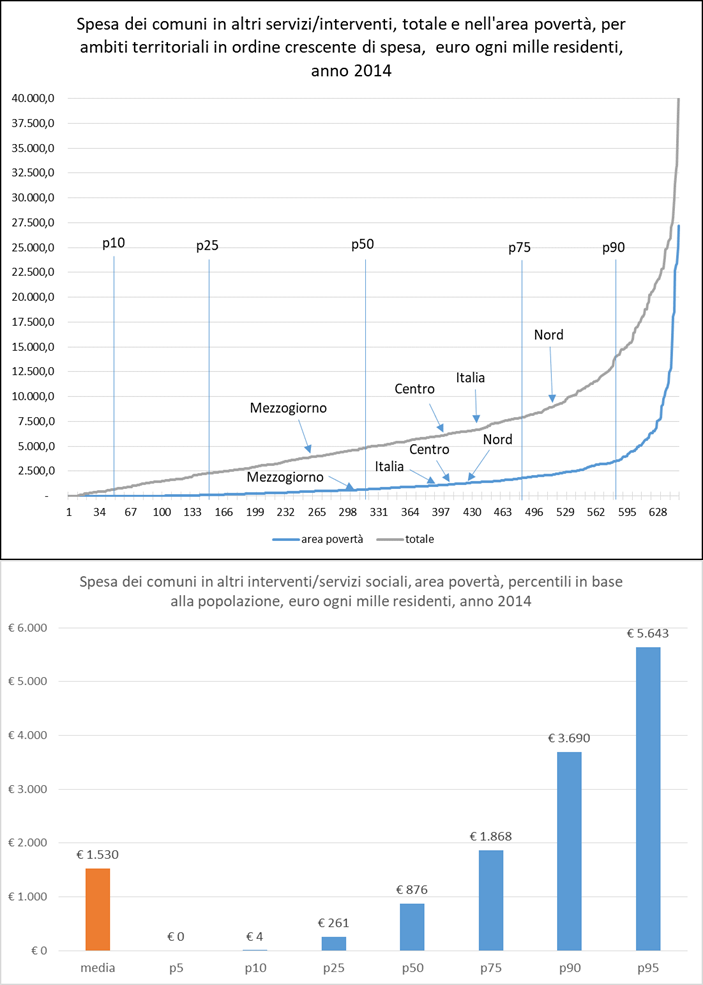 Spesa dei comuni in altri servizi/interventi, totale e nell'area povertà, per
ambiti territoriali in ordine crescente di spesa, euro ogni mille residenti,
anno 2014
40.000,0
37.500,0
35.000,0
32.500,0
30.000,0
27.500,0
25.000,0
22.500,0
20.000,0
17.500,0
15.000,0
12.500,0
10.000,0
7.500,0
5.000,0
2.500,0
-
p10
p25
p50
p75
p90
Nord
Italia
Centro
Mezzogiorno
Nord
Centro
Italia
Mezzogiorno
1 34 67 100 133 166 199 232 265 298 331 364 397 430 463 496 529 562 595 628
area povertà totale
Spesa dei comuni in altri interventi/servizi sociali, area povertà, percentili in base
alla popolazione, euro ogni mille residenti, anno 2014
€ 6.000
€ 5.000
€ 4.000
€ 3.000
€ 2.000
€ 1.000
€ 0
€ 1.530
€ 0
€ 4
€ 261
€ 876
€ 1.868
€ 3.690
€ 5.643
media p5 p10 p25 p50 p75 p90 p95